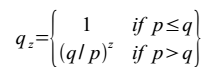 q_z = { 1 if p ≤ q
(q/p)^z if p > q }